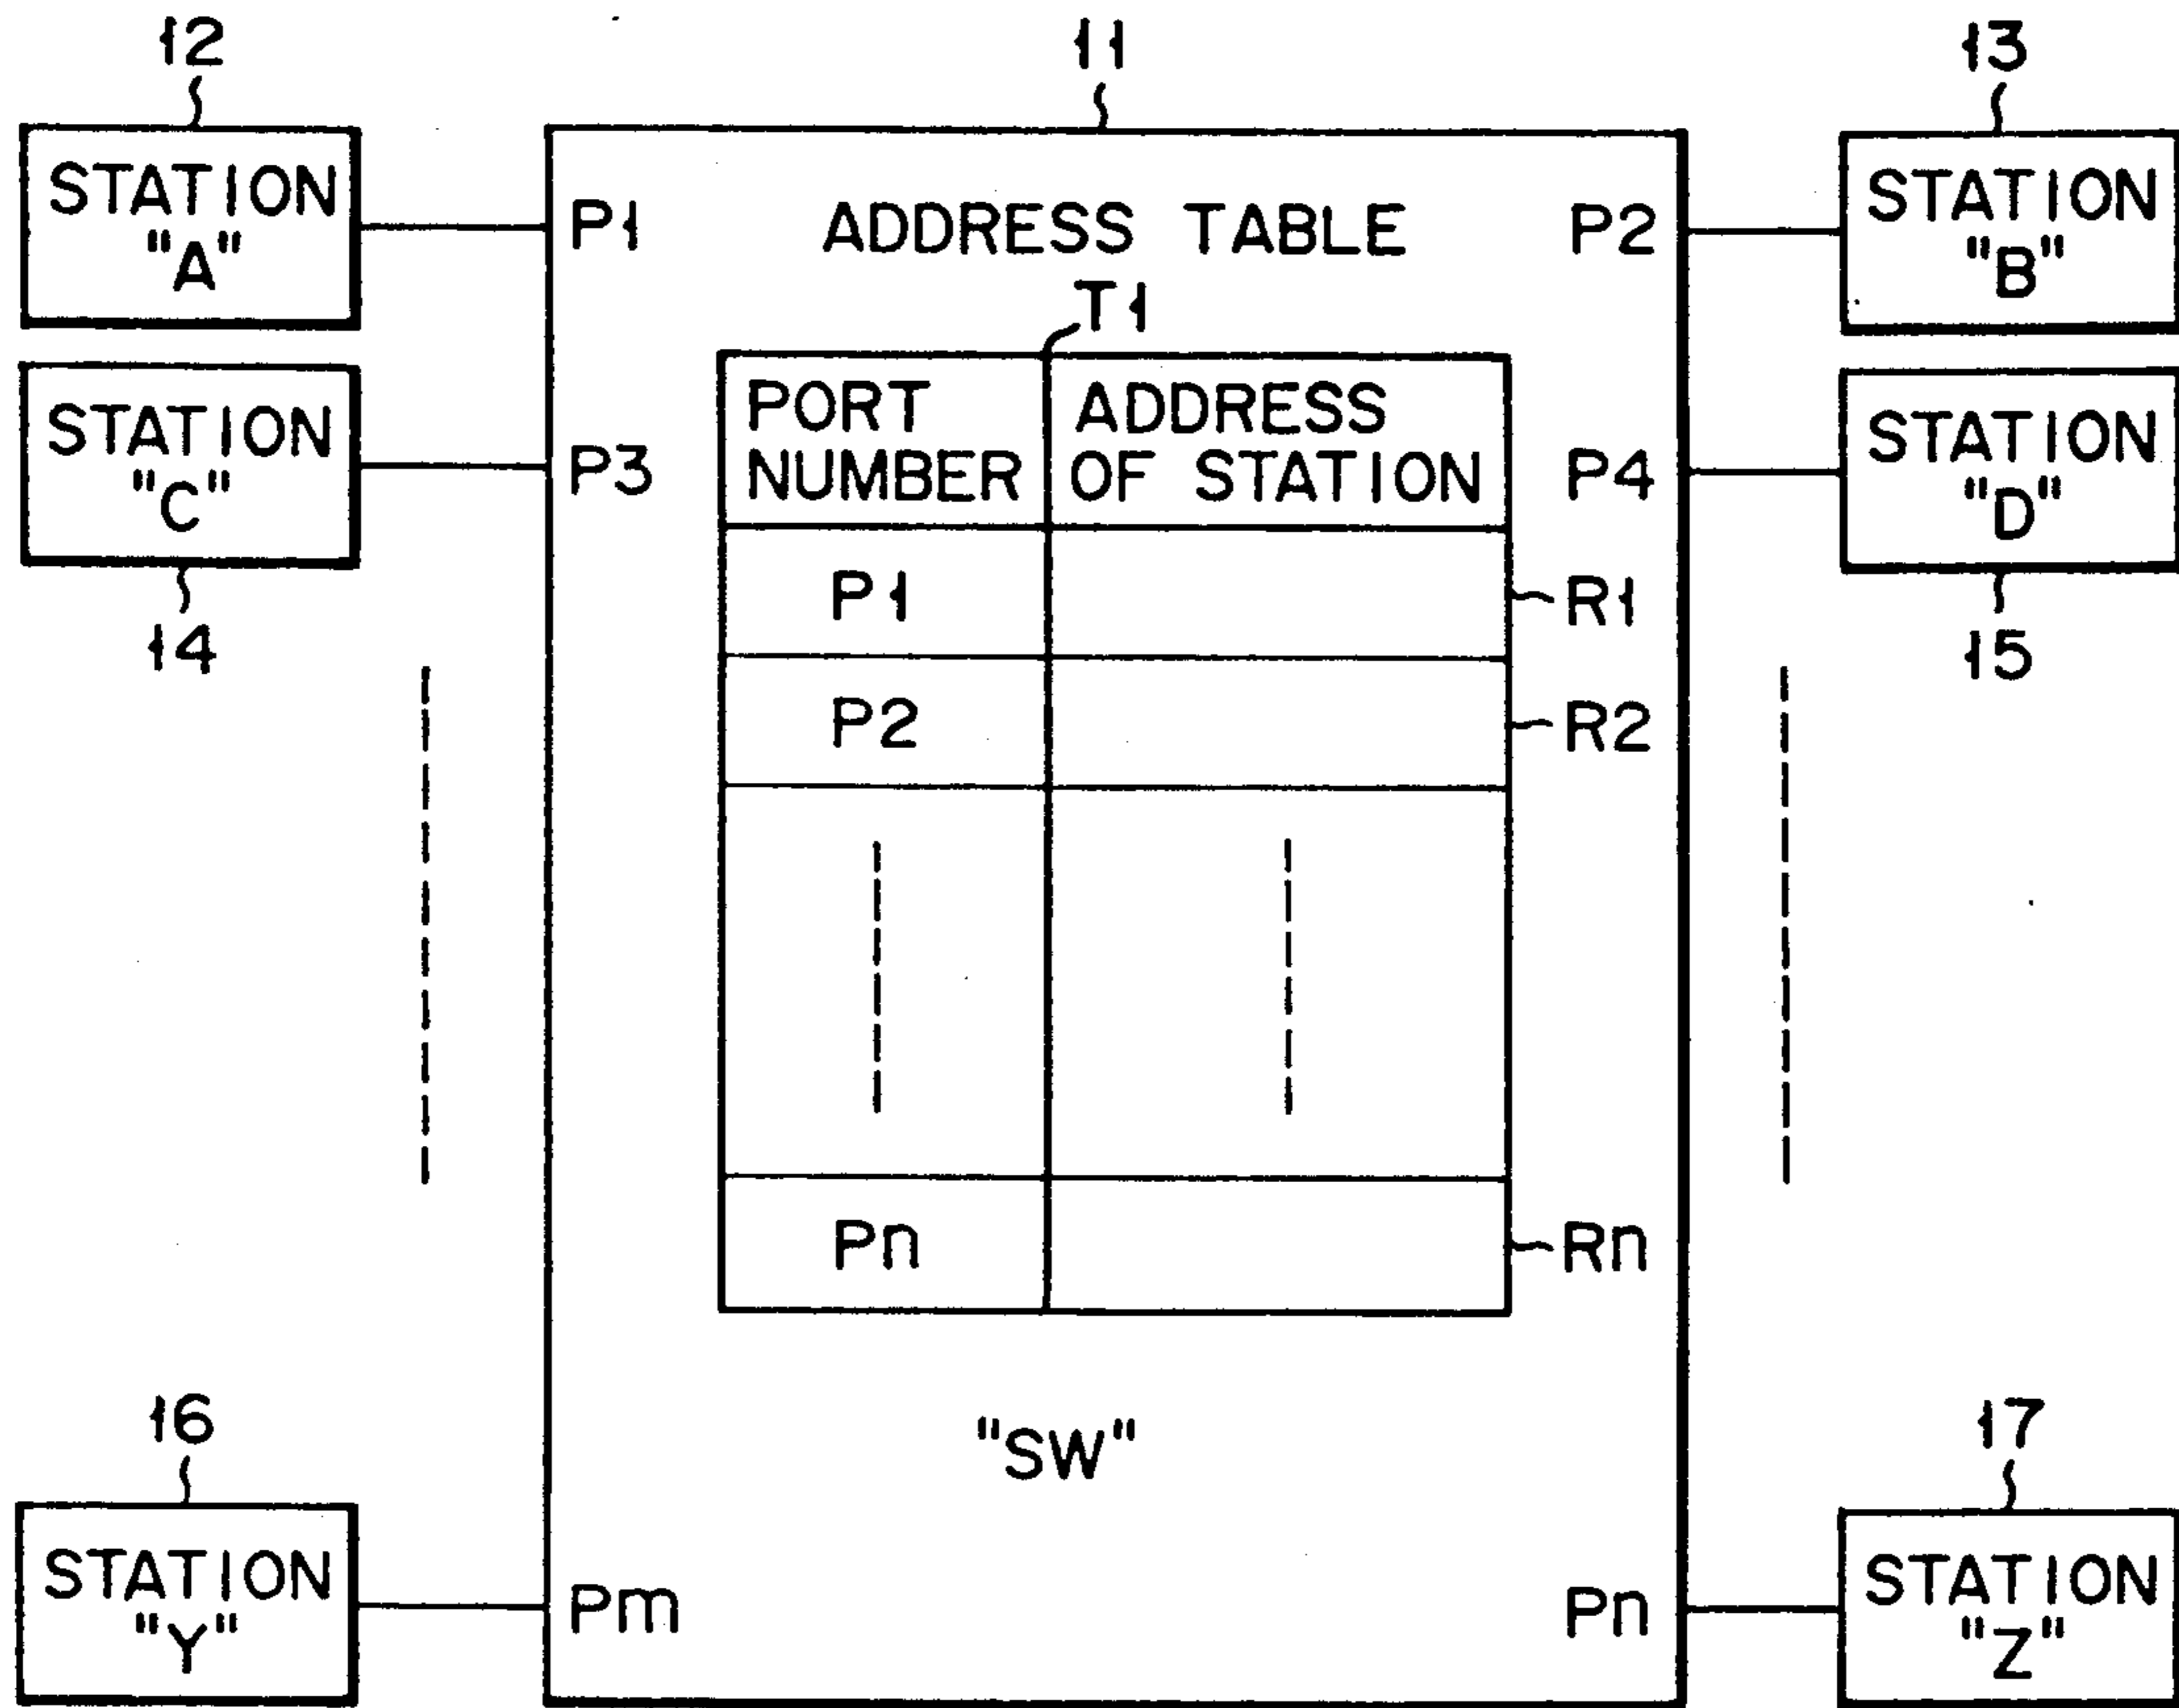 12
11
13
STATION
"A"
P1
ADDRESS TABLE
P2
STATION
"B"
T1
STATION
"C"
P3
PORT
NUMBER
ADDRESS
OF STATION
P4
STATION
"D"
14
15
P1
R1
P2
R2
Pn
Rn
"SW"
16
17
STATION
"Y"
Pm
Pn
STATION
"Z"